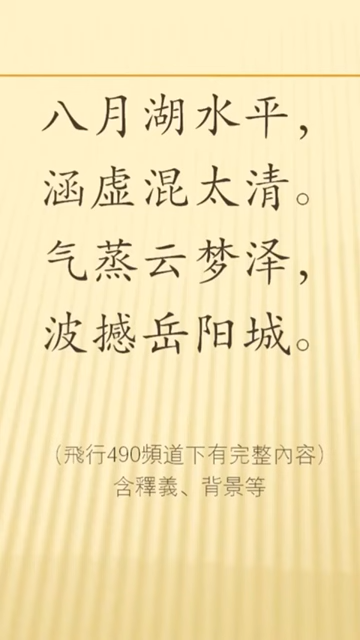 八月湖水平，
涵虚混太清。
气蒸云梦泽，
波撼岳阳城。
（飛行490頻道下有完整內容）
含釋義、背景等